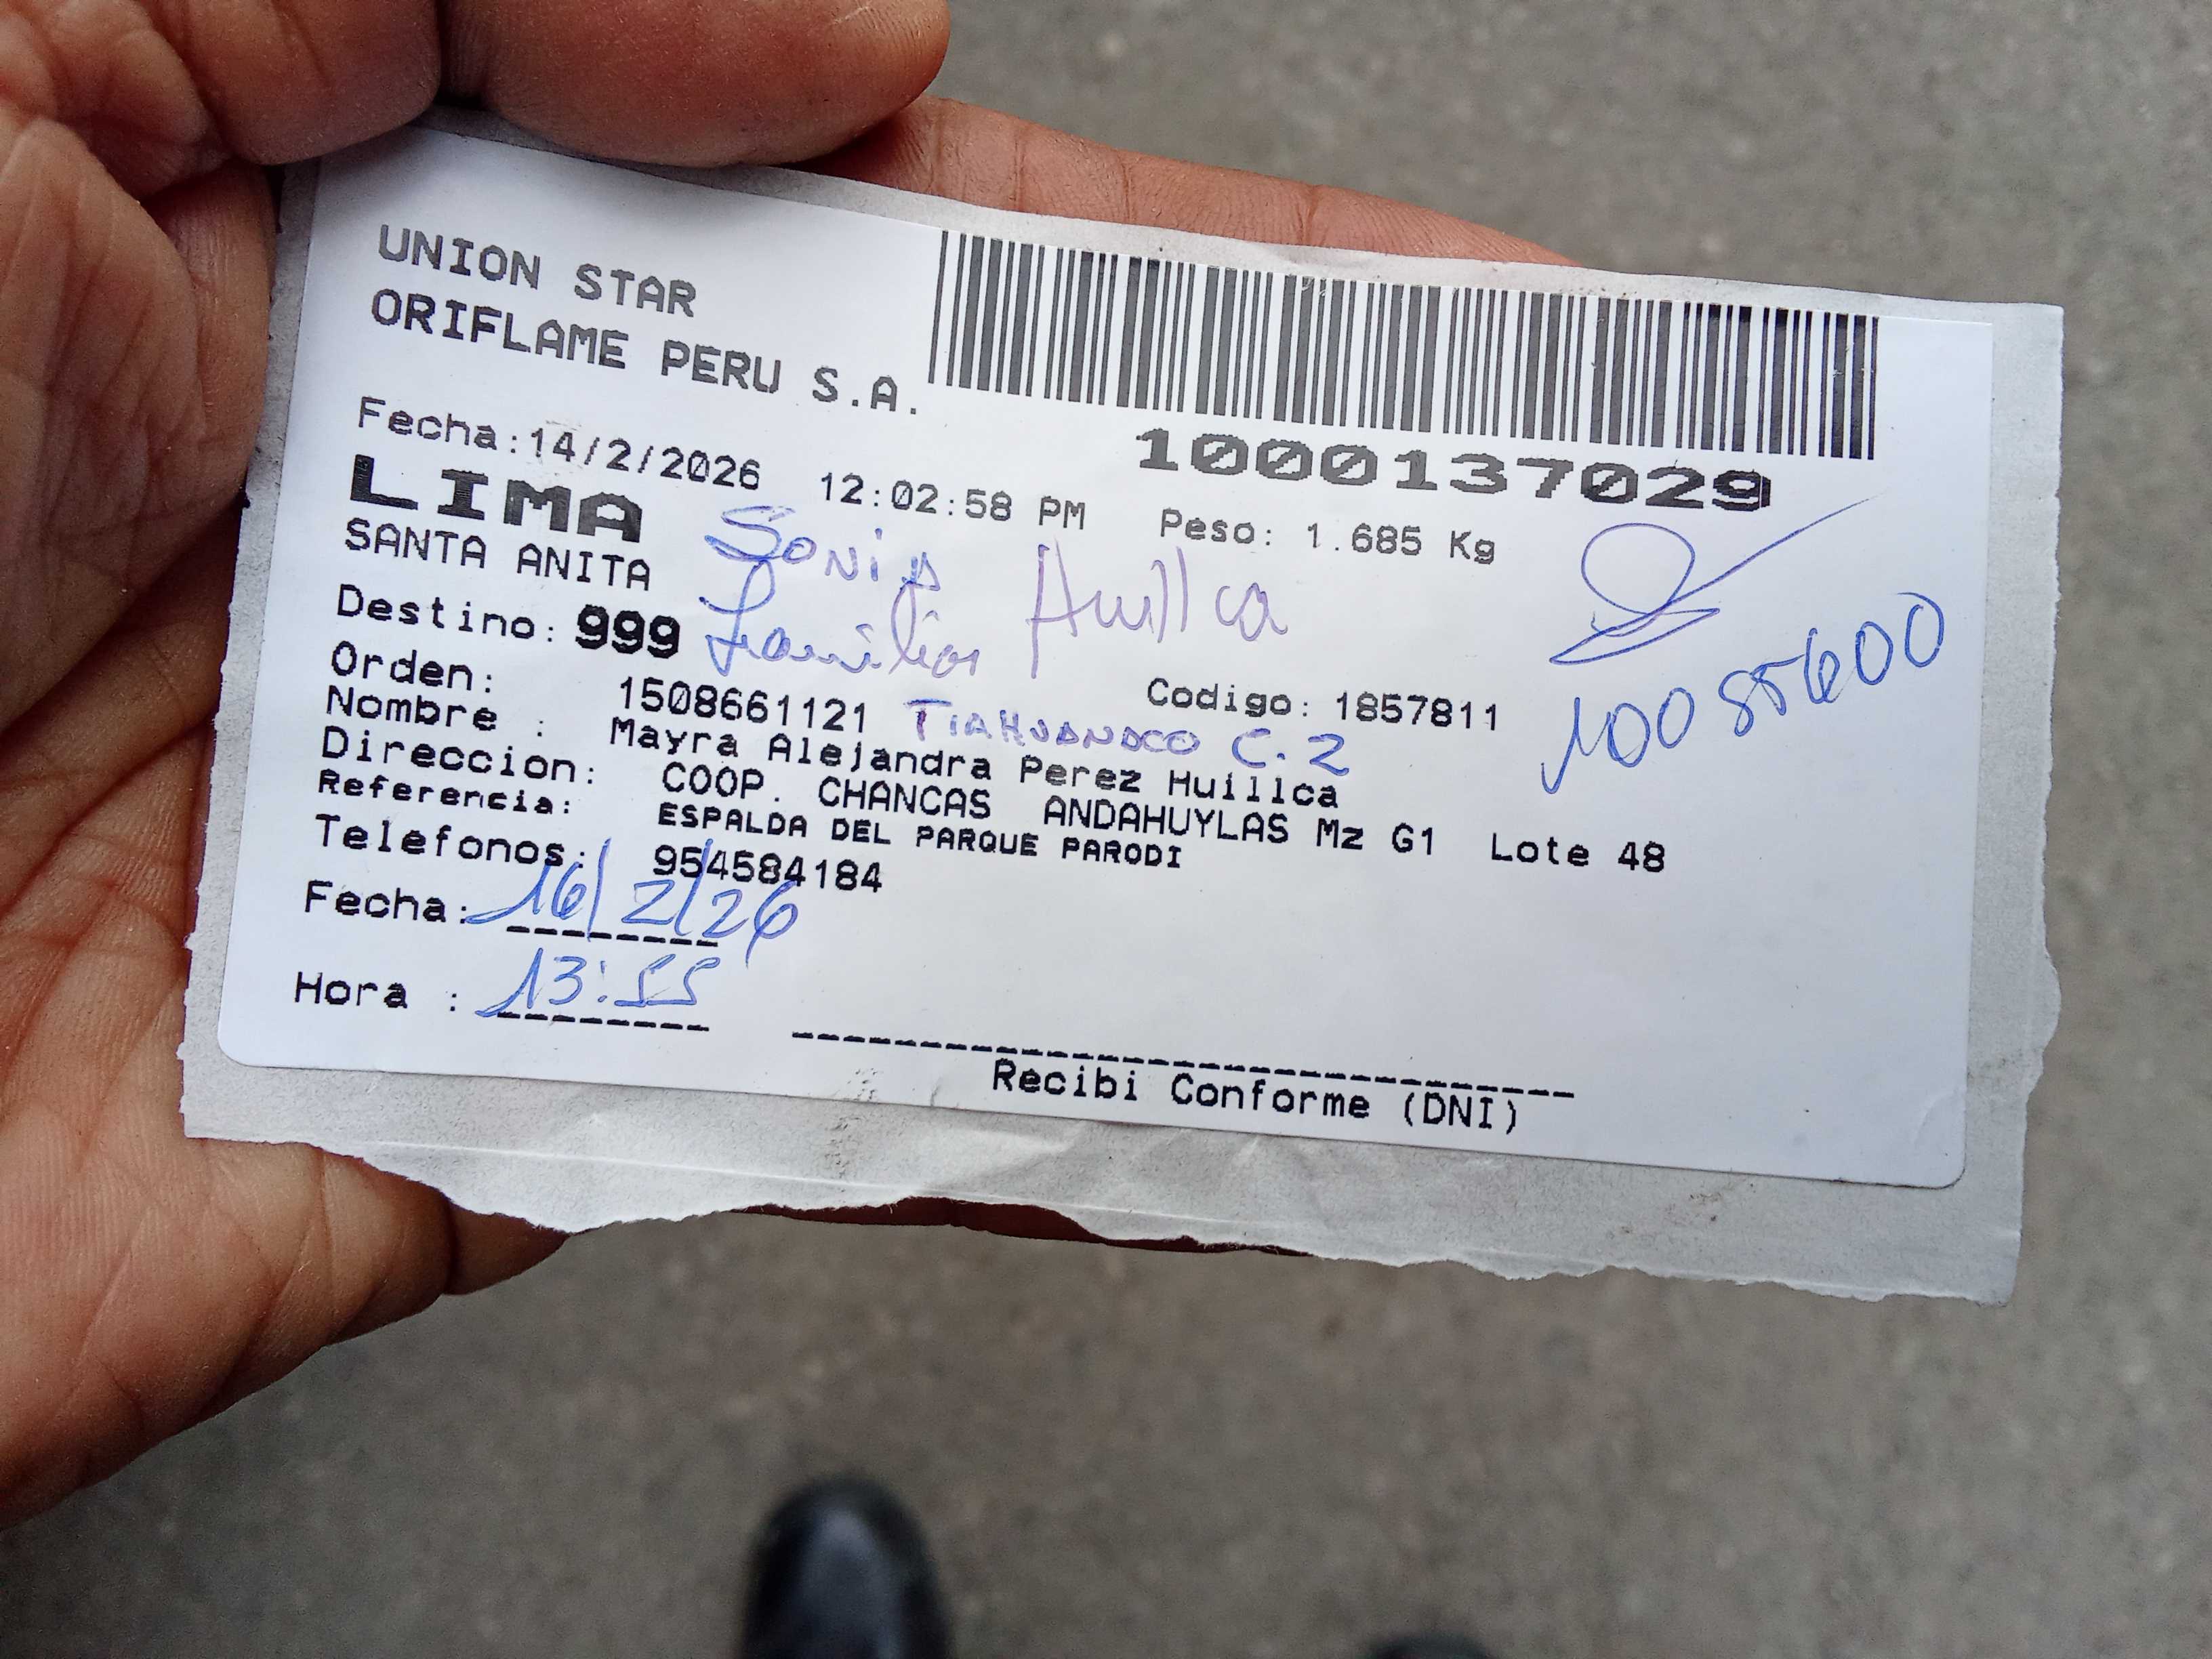 UNION STAR
ORIFLAME PERU S.A.
1000137029
Fecha:14/2/2026 12:02:58 PM Peso: 1.685 Kg
LIMA
SANTA ANITA
Sonia Aullca
Destino: 999
Familiar
10085600
Orden: 1508661121 Codigo: 1857811
TIAHUANACO C.2
Nombre : Mayra Alejandra Perez Huillca
Direccion: COOP. CHANCAS ANDAHUYLAS Mz G1 Lote 48
Referencia: ESPALDA DEL PARQUE PARODI
Telefonos: 954584184
Fecha: 16/2/26
Hora : 13:55
Recibi Conforme (DNI)